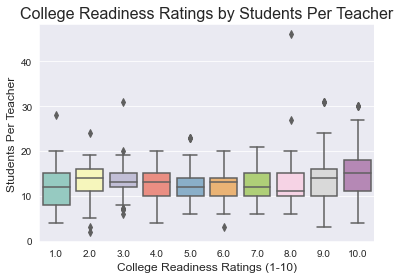 College Readiness Ratings by Students Per Teacher
Students Per Teacher
40
30
20
10
0
1.0 2.0 3.0 4.0 5.0 6.0 7.0 8.0 9.0 10.0
College Readiness Ratings (1-10)